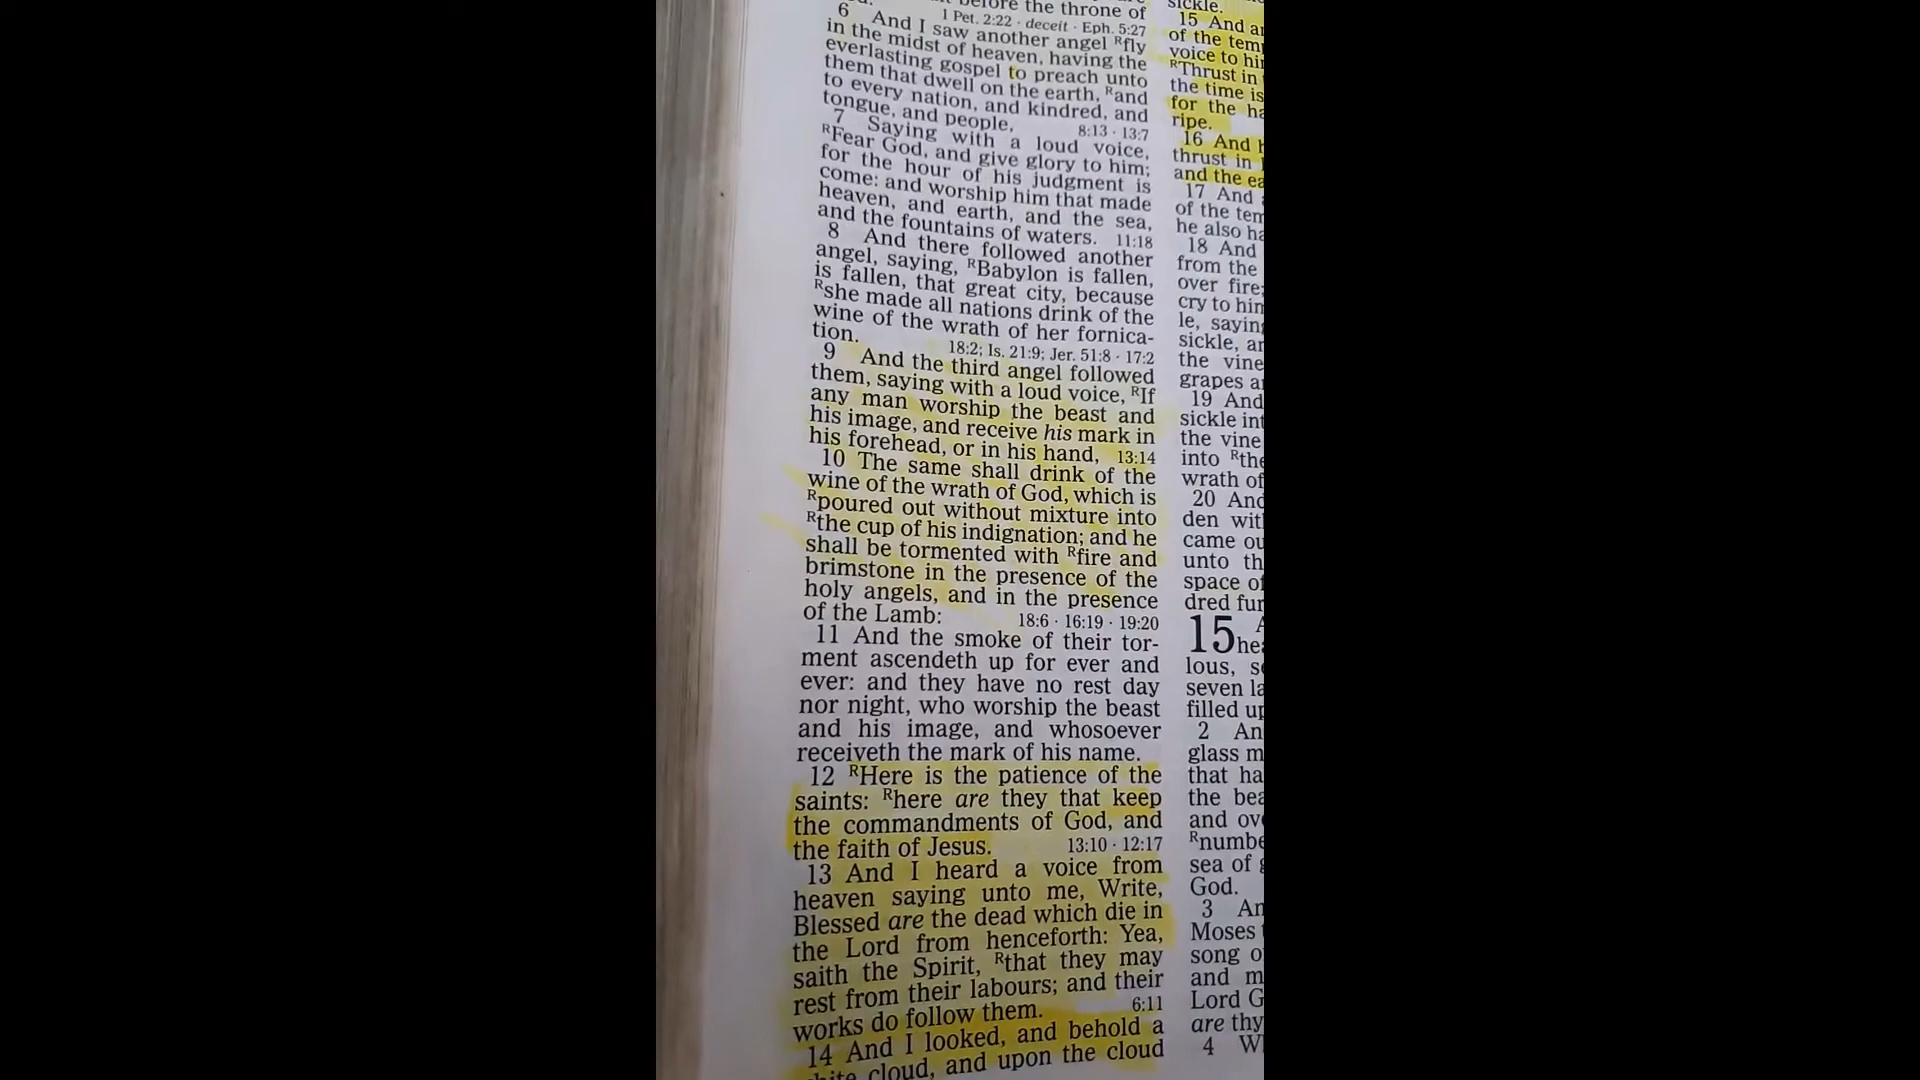 before the throne of
1 Pet. 2:22 · deceit · Eph. 5:27
6 And I saw another angel ᴿfly
in the midst of heaven, having the
everlasting gospel to preach unto
them that dwell on the earth, ᴿand
to every nation, and kindred, and
tongue, and people, 8:13 · 13:7
7 Saying with a loud voice,
ᴿFear God, and give glory to him;
for the hour of his judgment is
come: and worship him that made
heaven, and earth, and the sea,
and the fountains of waters. 11:18
8 And there followed another
angel, saying, ᴿBabylon is fallen,
is fallen, that great city, because
ᴿshe made all nations drink of the
wine of the wrath of her fornica-
tion. 18:2; Is. 21:9; Jer. 51:8 · 17:2
9 And the third angel followed
them, saying with a loud voice, ᴿIf
any man worship the beast and
his image, and receive his mark in
his forehead, or in his hand, 13:14
10 The same shall drink of the
wine of the wrath of God, which is
ᴿpoured out without mixture into
ᴿthe cup of his indignation; and he
shall be tormented with ᴿfire and
brimstone in the presence of the
holy angels, and in the presence
of the Lamb: 18:6 · 16:19 · 19:20
11 And the smoke of their tor-
ment ascendeth up for ever and
ever: and they have no rest day
nor night, who worship the beast
and his image, and whosoever
receiveth the mark of his name.
12 ᴿHere is the patience of the
saints: ᴿhere are they that keep
the commandments of God, and
the faith of Jesus. 13:10 · 12:17
13 And I heard a voice from
heaven saying unto me, Write,
Blessed are the dead which die in
the Lord from henceforth: Yea,
saith the Spirit, ᴿthat they may
rest from their labours; and their
works do follow them. 6:11
14 And I looked, and behold a
cloud, and upon the cloud
sickle.
15 And
of the
voice to
ᴿThrust in
the time is
for the
ripe.
16 And
thrust in
and the
17 And
of the
he also
18 And
from the
over fire;
cry to
le,
sickle,
the vine
grapes
19 And
sickle
the vine
into
wrath of
20 And
den
came
unto
space
dred
15
lous,
seven
filled
2
glass
that
the
and
sea of
God.
3
Moses
song
and
Lord
are thy
4